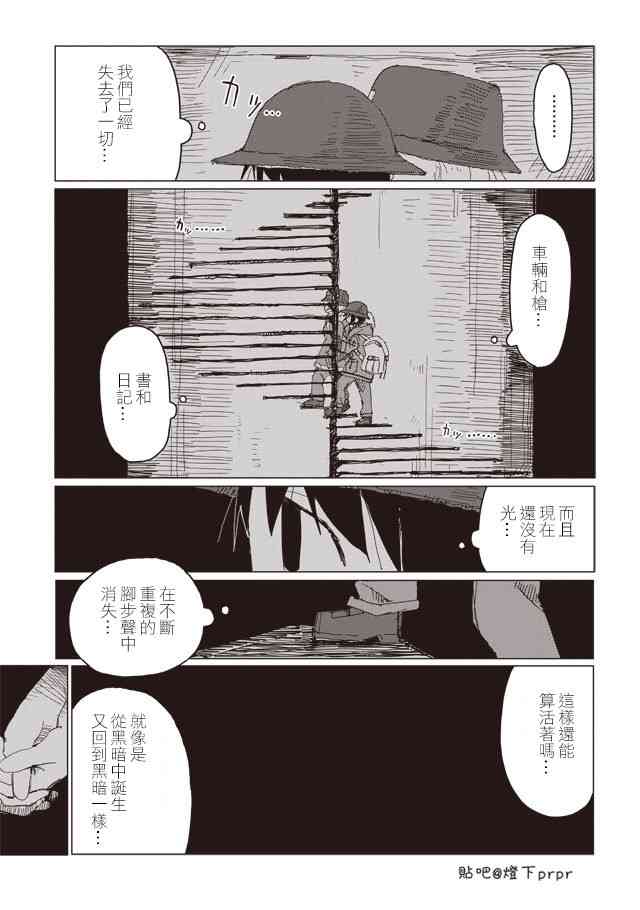 ………
カッ……
我們已經
失去了一切…
車輛和槍…
カッ……
書和
日記…
カッ……
而且
現在
還沒有
光…
在不斷
重複的
腳步聲中
消失…
這樣還能
算活著嗎…
就像是
從黑暗中誕生
又回到黑暗一樣…
貼吧@燈下prpr